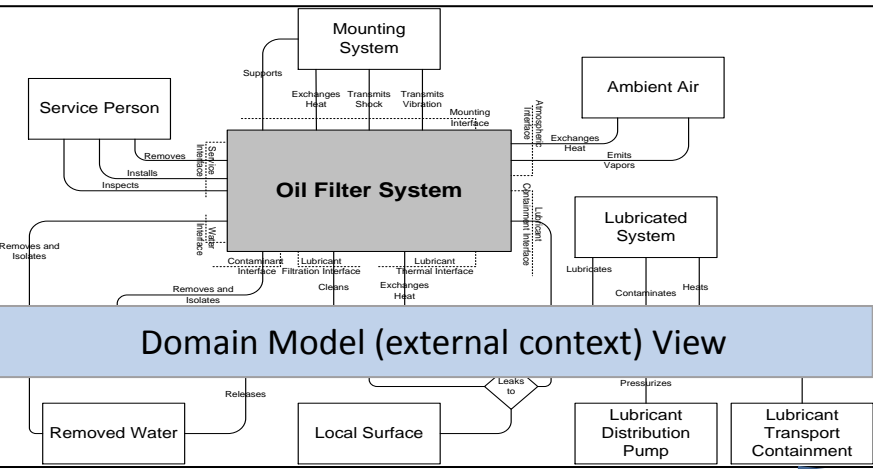 Mounting
System
Supports
Exchanges
Heat
Transmits
Shock
Transmits
Vibration
Mounting
Interface
Service Person
Removes
Installs
Inspects
Service
Interface
Ambient Air
Atmospheric
Interface
Exchanges
Heat
Emits
Vapors
Oil Filter System
Water
Interface
Removes and
Isolates
Lubricant
Containment Interface
Lubricated
System
Lubricates
Contaminates
Heats
Contaminant
Interface
Lubricant
Filtration Interface
Lubricant
Thermal Interface
Removes and
Isolates
Cleans
Exchanges
Heat
Domain Model (external context) View
Releases
Leaks
to
Pressurizes
Removed Water
Local Surface
Lubricant
Distribution
Pump
Lubricant
Transport
Containment